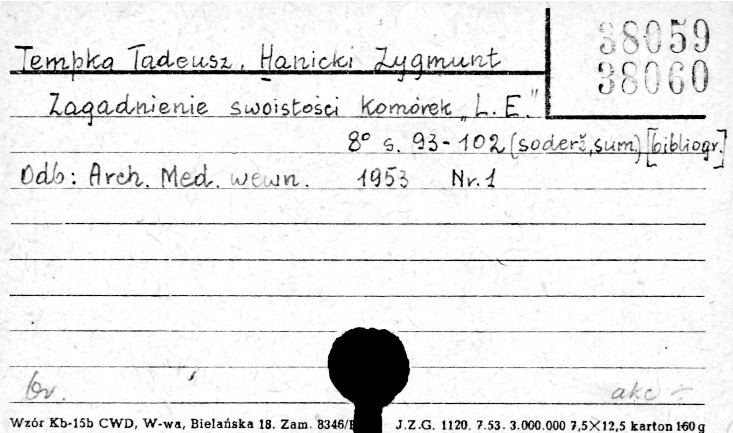 38059
38060
Tempka Tadeusz, Hanicki Zygmunt
Zagadnienie swoistości komórek „L.E."
8° s. 93-102 (soderž, sum.) [bibliogr.]
Odb: Arch. Med. wewn. 1953 Nr. 1
br.
akc ÷
Wzór Kb-15b CWD, W-wa, Bielańska 18. Zam. 8346/ J.Z.G. 1120. 7.53. 3.000.000 7,5×12,5 karton 160 g